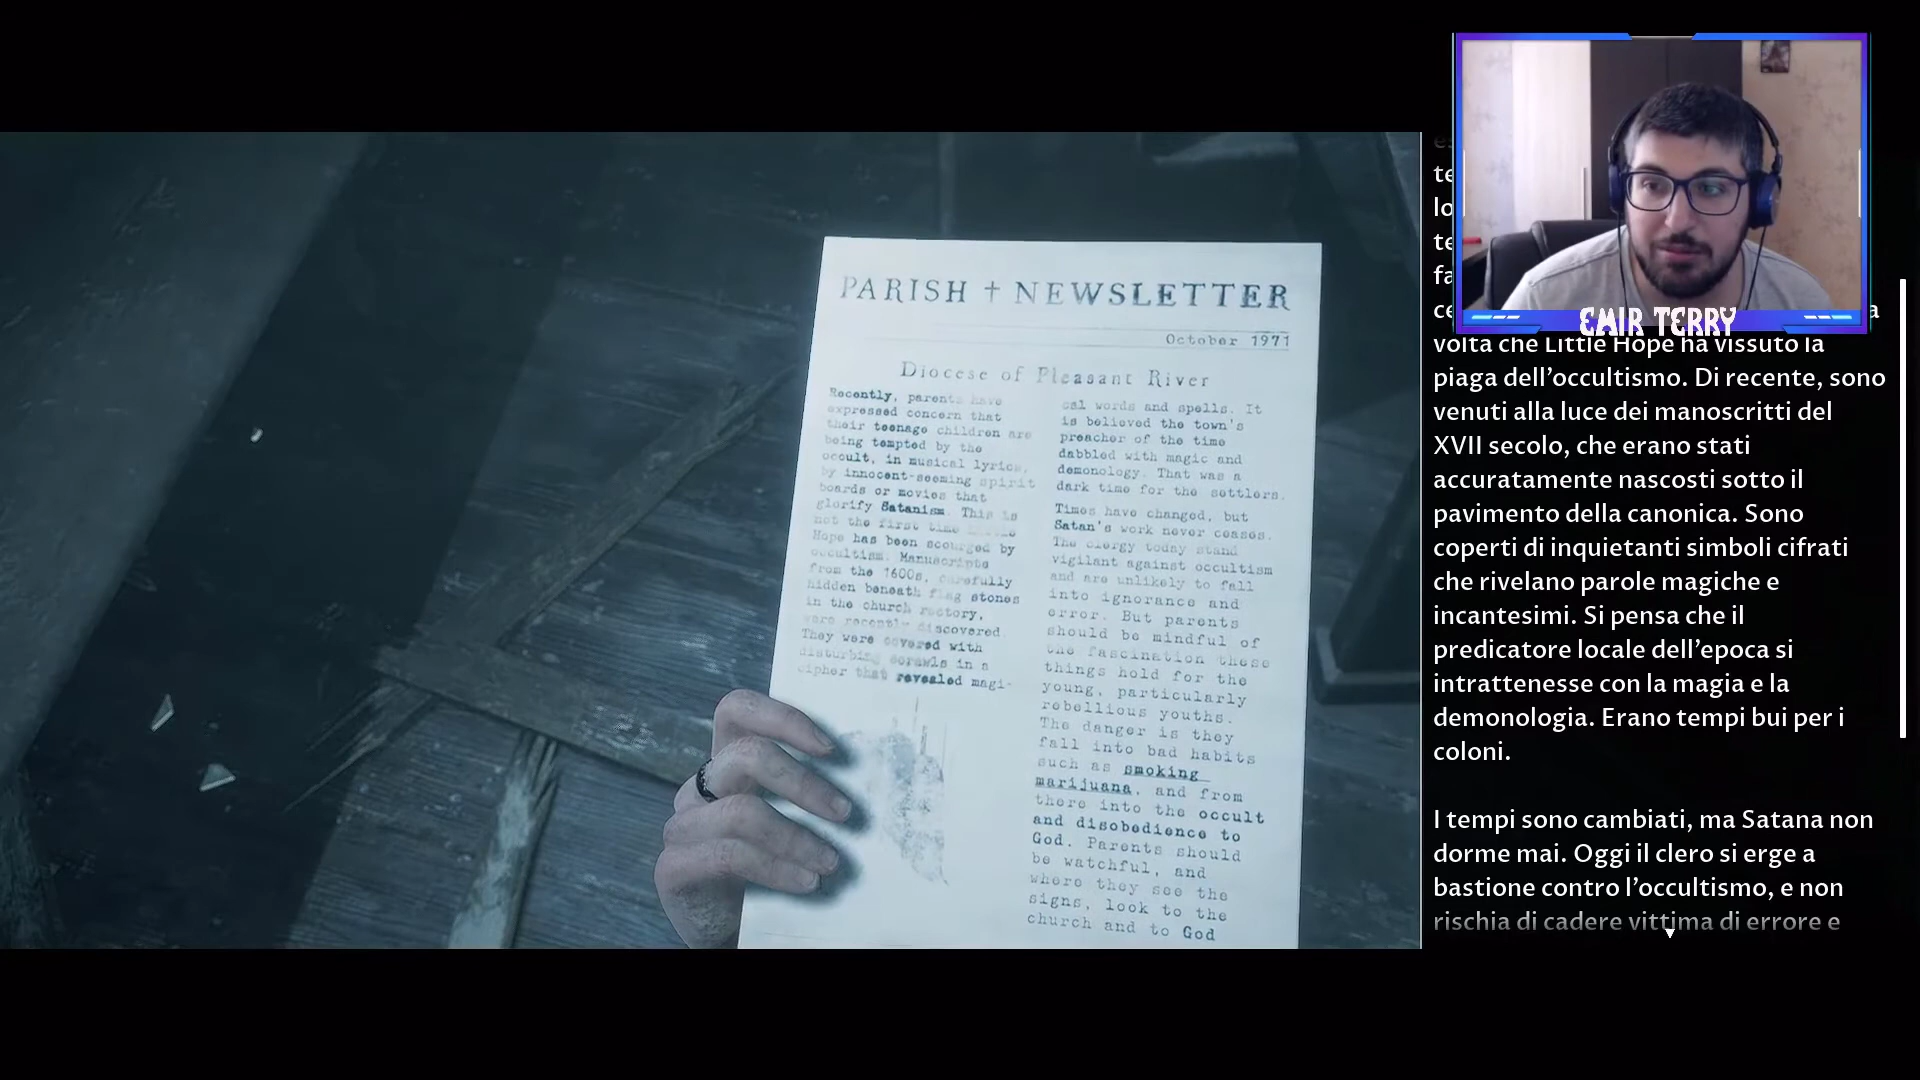 PARISH † NEWSLETTER
October 1971
Diocese of Pleasant River
Recently, parents have
expressed concern that
their teenage children are
being tempted by the
occult, in musical lyrics,
by innocent-seeming spirit
boards or movies that
glorify Satanism. This is
not the first time Little
Hope has been scourged by
occultism. Manuscripts
from the 1600s, carefully
hidden beneath flag stones
in the church rectory,
were recently discovered.
They were covered with
disturbing scrawls in a
cipher that revealed magi-
cal words and spells. It
is believed the town's
preacher of the time
dabbled with magic and
demonology. That was a
dark time for the settlers.
Times have changed, but
Satan's work never ceases.
The clergy today stand
vigilant against occultism
and are unlikely to fall
into ignorance and
error. But parents
should be mindful of
the fascination these
things hold for the
young, particularly
rebellious youths.
The danger is they
fall into bad habits
such as smoking
marijuana, and from
there into the occult
and disobedience to
God. Parents should
be watchful, and
where they see the
signs, look to the
church and to God
EMIR TERRY
te
lo
te
fa
ce
a
volta che Little Hope ha vissuto la
piaga dell'occultismo. Di recente, sono
venuti alla luce dei manoscritti del
XVII secolo, che erano stati
accuratamente nascosti sotto il
pavimento della canonica. Sono
coperti di inquietanti simboli cifrati
che rivelano parole magiche e
incantesimi. Si pensa che il
predicatore locale dell'epoca si
intrattenesse con la magia e la
demonologia. Erano tempi bui per i
coloni.
I tempi sono cambiati, ma Satana non
dorme mai. Oggi il clero si erge a
bastione contro l'occultismo, e non
rischia di cadere vittima di errore e